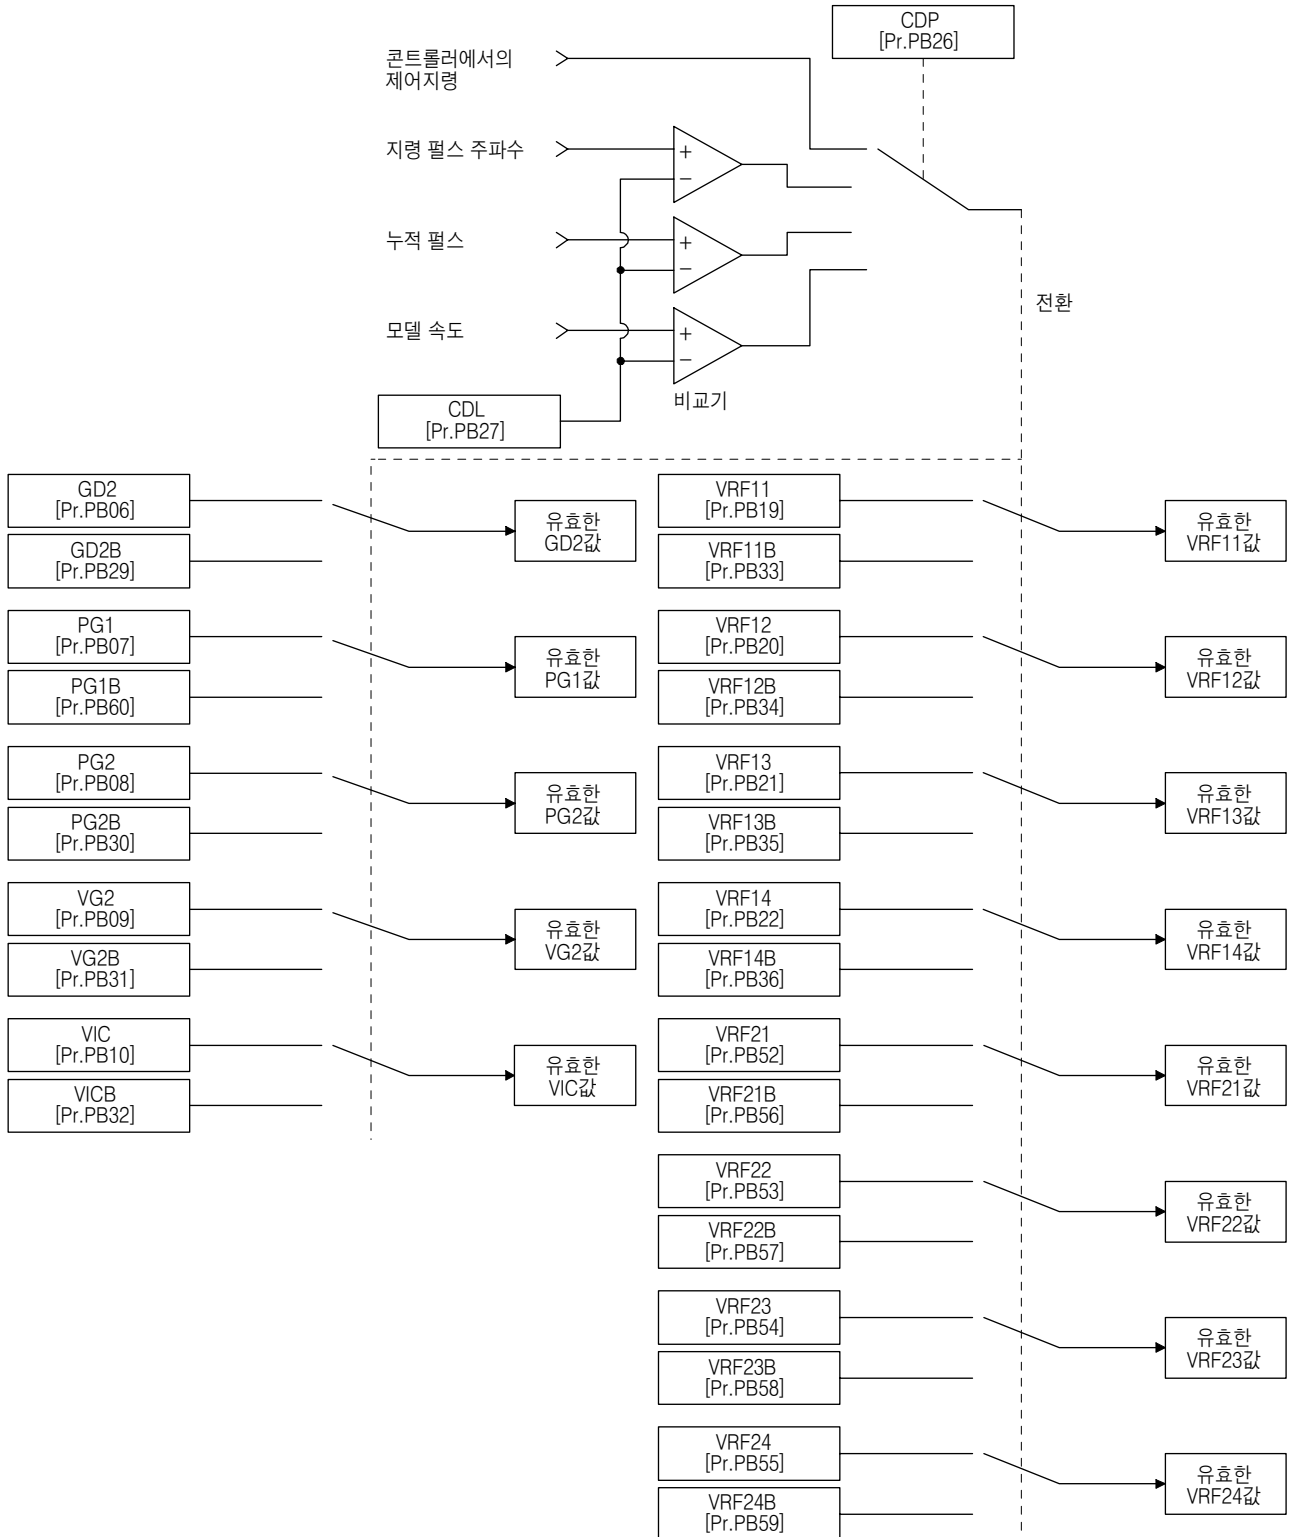 CDP
[Pr.PB26]
콘트롤러에서의
제어지령
지령 펄스 주파수
누적 펄스
모델 속도
+
−
+
−
+
−
전환
비교기
CDL
[Pr.PB27]
GD2
[Pr.PB06]
GD2B
[Pr.PB29]
유효한
GD2값
PG1
[Pr.PB07]
PG1B
[Pr.PB60]
유효한
PG1값
PG2
[Pr.PB08]
PG2B
[Pr.PB30]
유효한
PG2값
VG2
[Pr.PB09]
VG2B
[Pr.PB31]
유효한
VG2값
VIC
[Pr.PB10]
VICB
[Pr.PB32]
유효한
VIC값
VRF11
[Pr.PB19]
VRF11B
[Pr.PB33]
유효한
VRF11값
VRF12
[Pr.PB20]
VRF12B
[Pr.PB34]
유효한
VRF12값
VRF13
[Pr.PB21]
VRF13B
[Pr.PB35]
유효한
VRF13값
VRF14
[Pr.PB22]
VRF14B
[Pr.PB36]
유효한
VRF14값
VRF21
[Pr.PB52]
VRF21B
[Pr.PB56]
유효한
VRF21값
VRF22
[Pr.PB53]
VRF22B
[Pr.PB57]
유효한
VRF22값
VRF23
[Pr.PB54]
VRF23B
[Pr.PB58]
유효한
VRF23값
VRF24
[Pr.PB55]
VRF24B
[Pr.PB59]
유효한
VRF24값